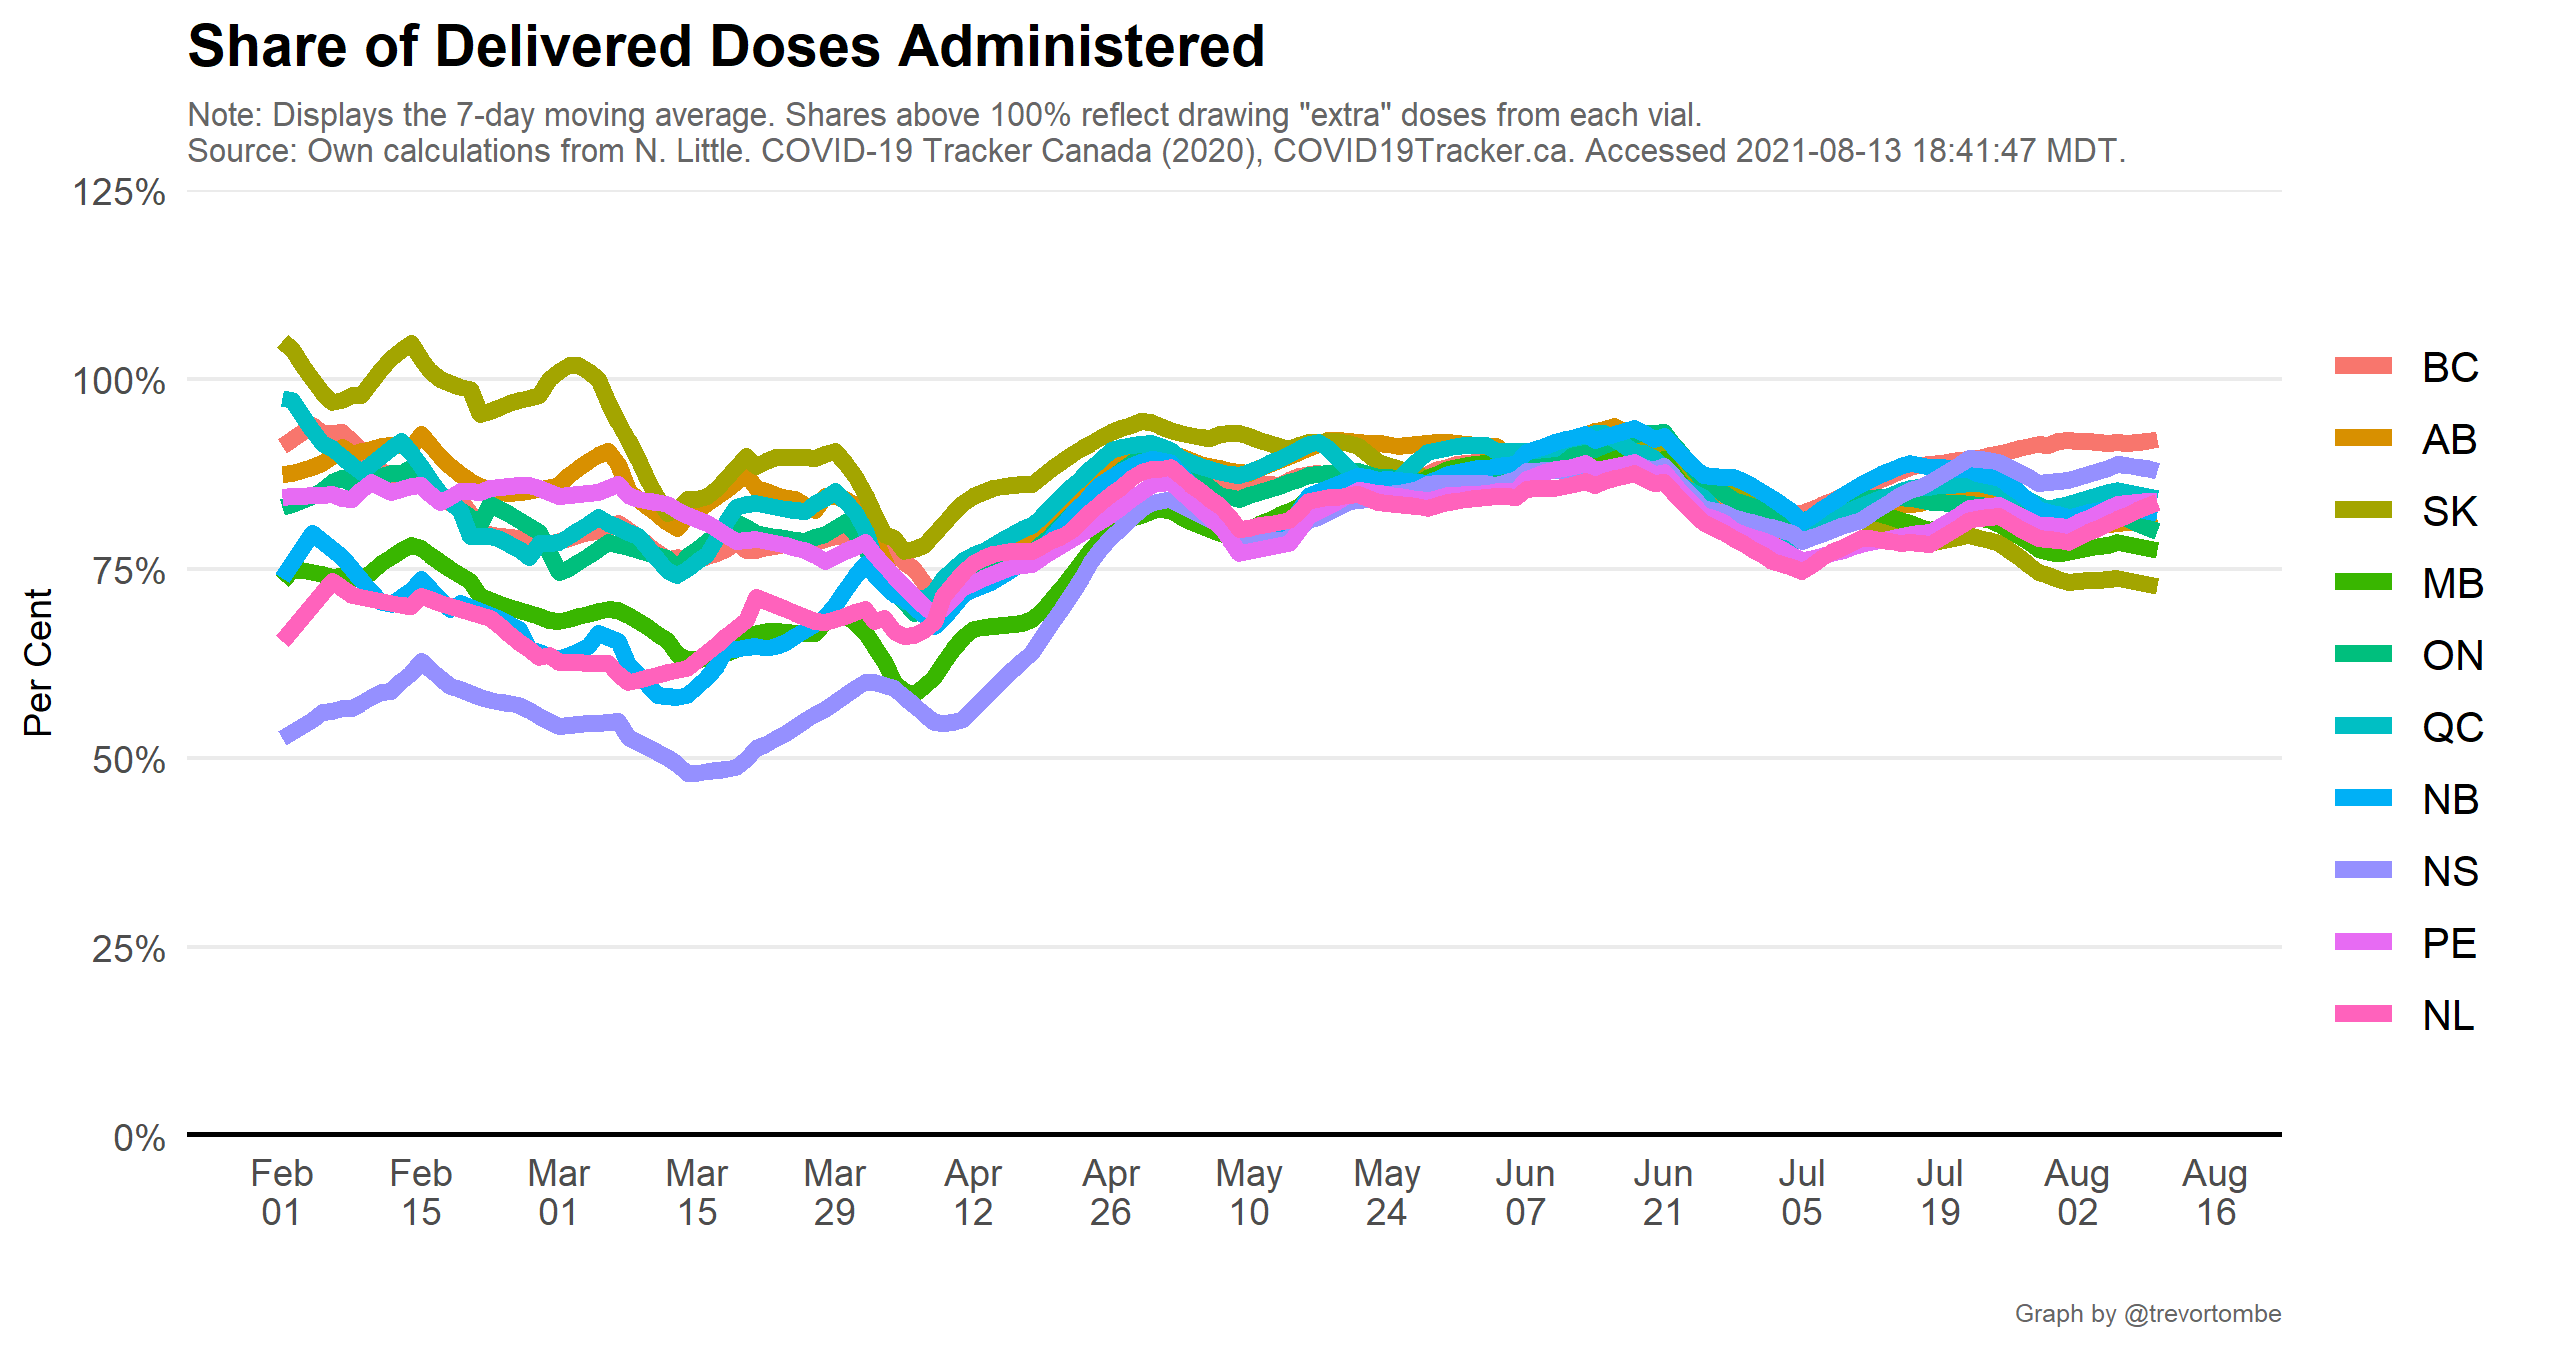 Share of Delivered Doses Administered
Note: Displays the 7-day moving average. Shares above 100% reflect drawing "extra" doses from each vial.
Source: Own calculations from N. Little. COVID-19 Tracker Canada (2020), COVID19Tracker.ca. Accessed 2021-08-13 18:41:47 MDT.
125%
100%
75%
50%
25%
0%
Per Cent
Feb 01
Feb 15
Mar 01
Mar 15
Mar 29
Apr 12
Apr 26
May 10
May 24
Jun 07
Jun 21
Jul 05
Jul 19
Aug 02
Aug 16
BC
AB
SK
MB
ON
QC
NB
NS
PE
NL
Graph by @trevortombe